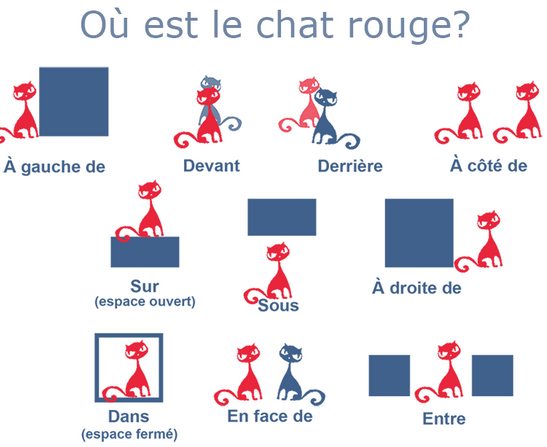 Où est le chat rouge?
À gauche de
Devant
Derrière
À côté de
Sur
(espace ouvert)
Sous
À droite de
Dans
(espace fermé)
En face de
Entre